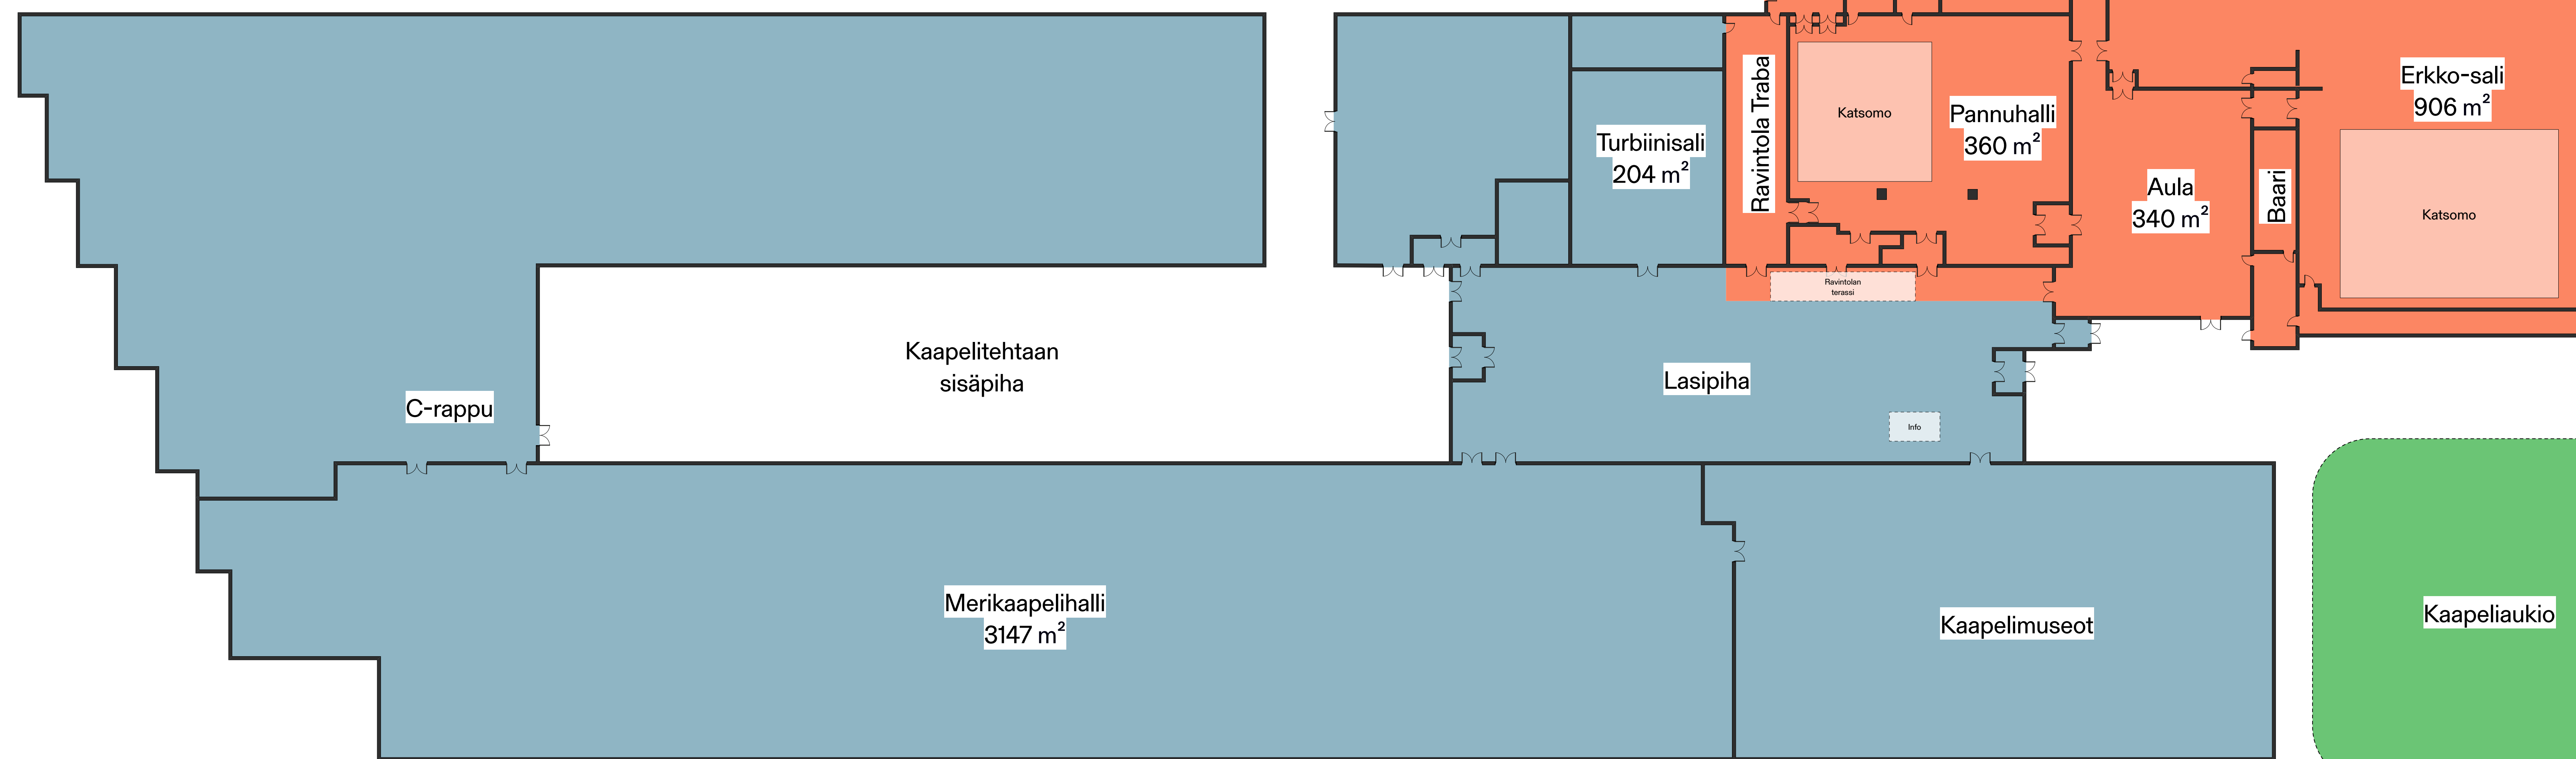 Ravintola Traba
Katsomo
Pannuhalli
360 m²
Erkko-sali
906 m²
Turbiinisali
204 m²
Aula
340 m²
Baari
Katsomo
Ravintolan
terassi
Kaapelitehtaan
sisäpiha
Lasipiha
C-rappu
Info
Merikaapelihalli
3147 m²
Kaapelimuseot
Kaapeliaukio